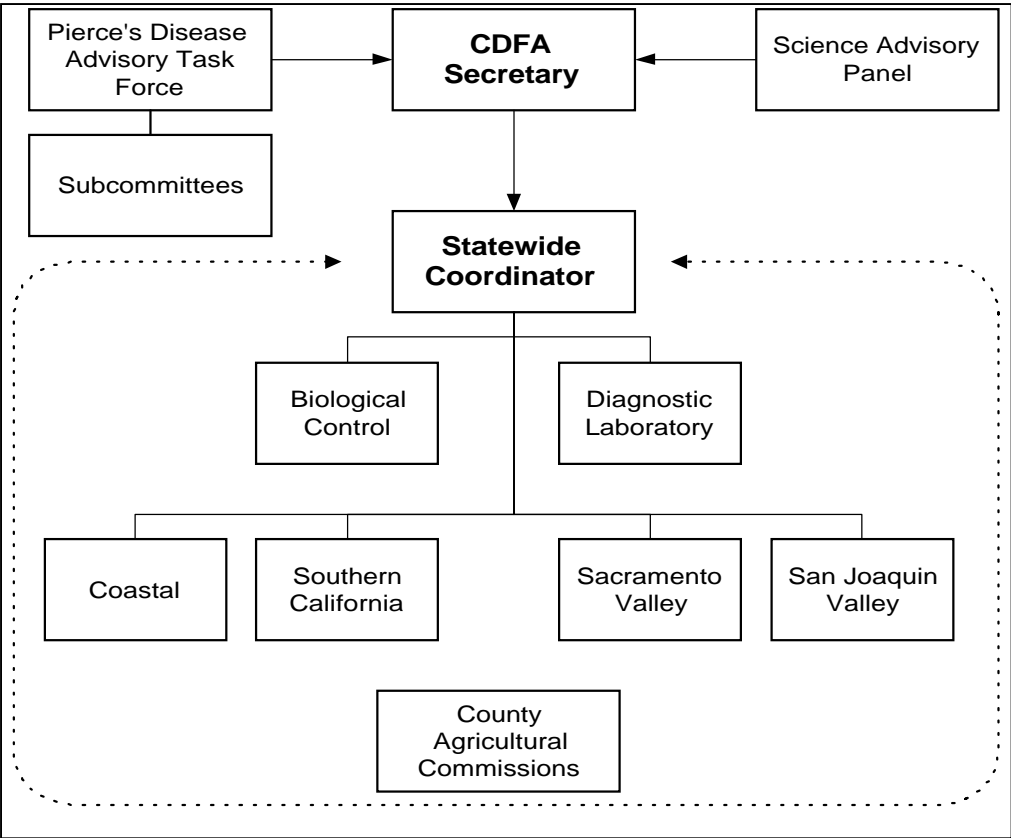 Pierce's Disease
Advisory Task
Force
CDFA
Secretary
Science Advisory
Panel
Subcommittees
Statewide
Coordinator
Biological
Control
Diagnostic
Laboratory
Coastal
Southern
California
Sacramento
Valley
San Joaquin
Valley
County
Agricultural
Commissions